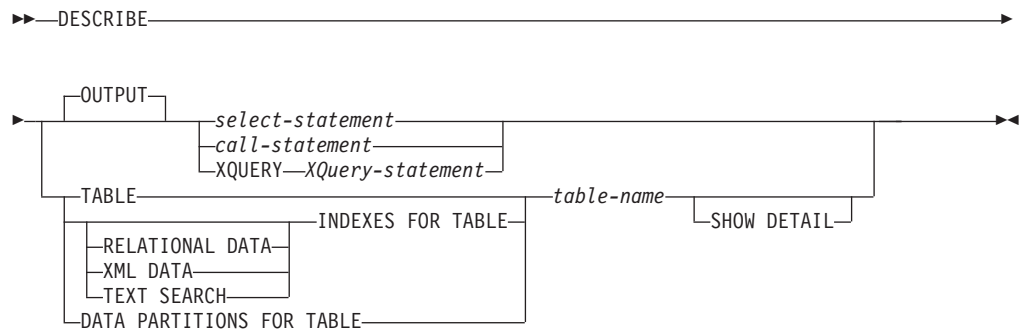 DESCRIBE
OUTPUT
select-statement
call-statement
XQUERY XQuery-statement
TABLE table-name
INDEXES FOR TABLE SHOW DETAIL
RELATIONAL DATA
XML DATA
TEXT SEARCH
DATA PARTITIONS FOR TABLE